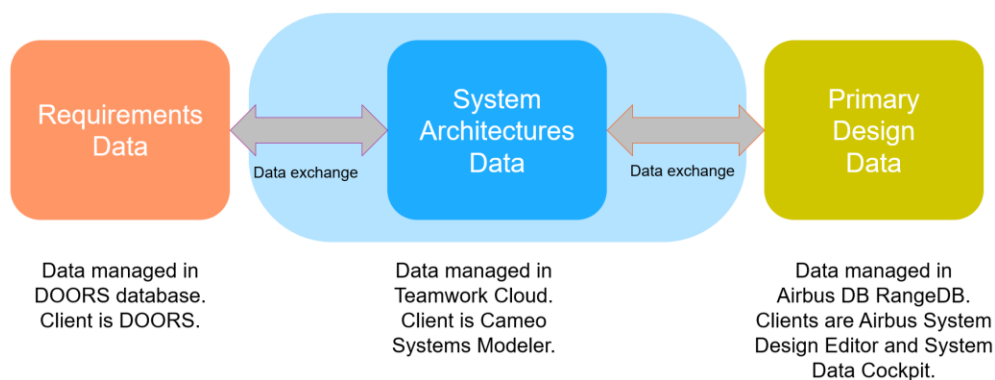 Requirements
Data
Data exchange
System
Architectures
Data
Data exchange
Primary
Design
Data
Data managed in
DOORS database.
Client is DOORS.
Data managed in
Teamwork Cloud.
Client is Cameo
Systems Modeler.
Data managed in
Airbus DB RangeDB.
Clients are Airbus System
Design Editor and System
Data Cockpit.